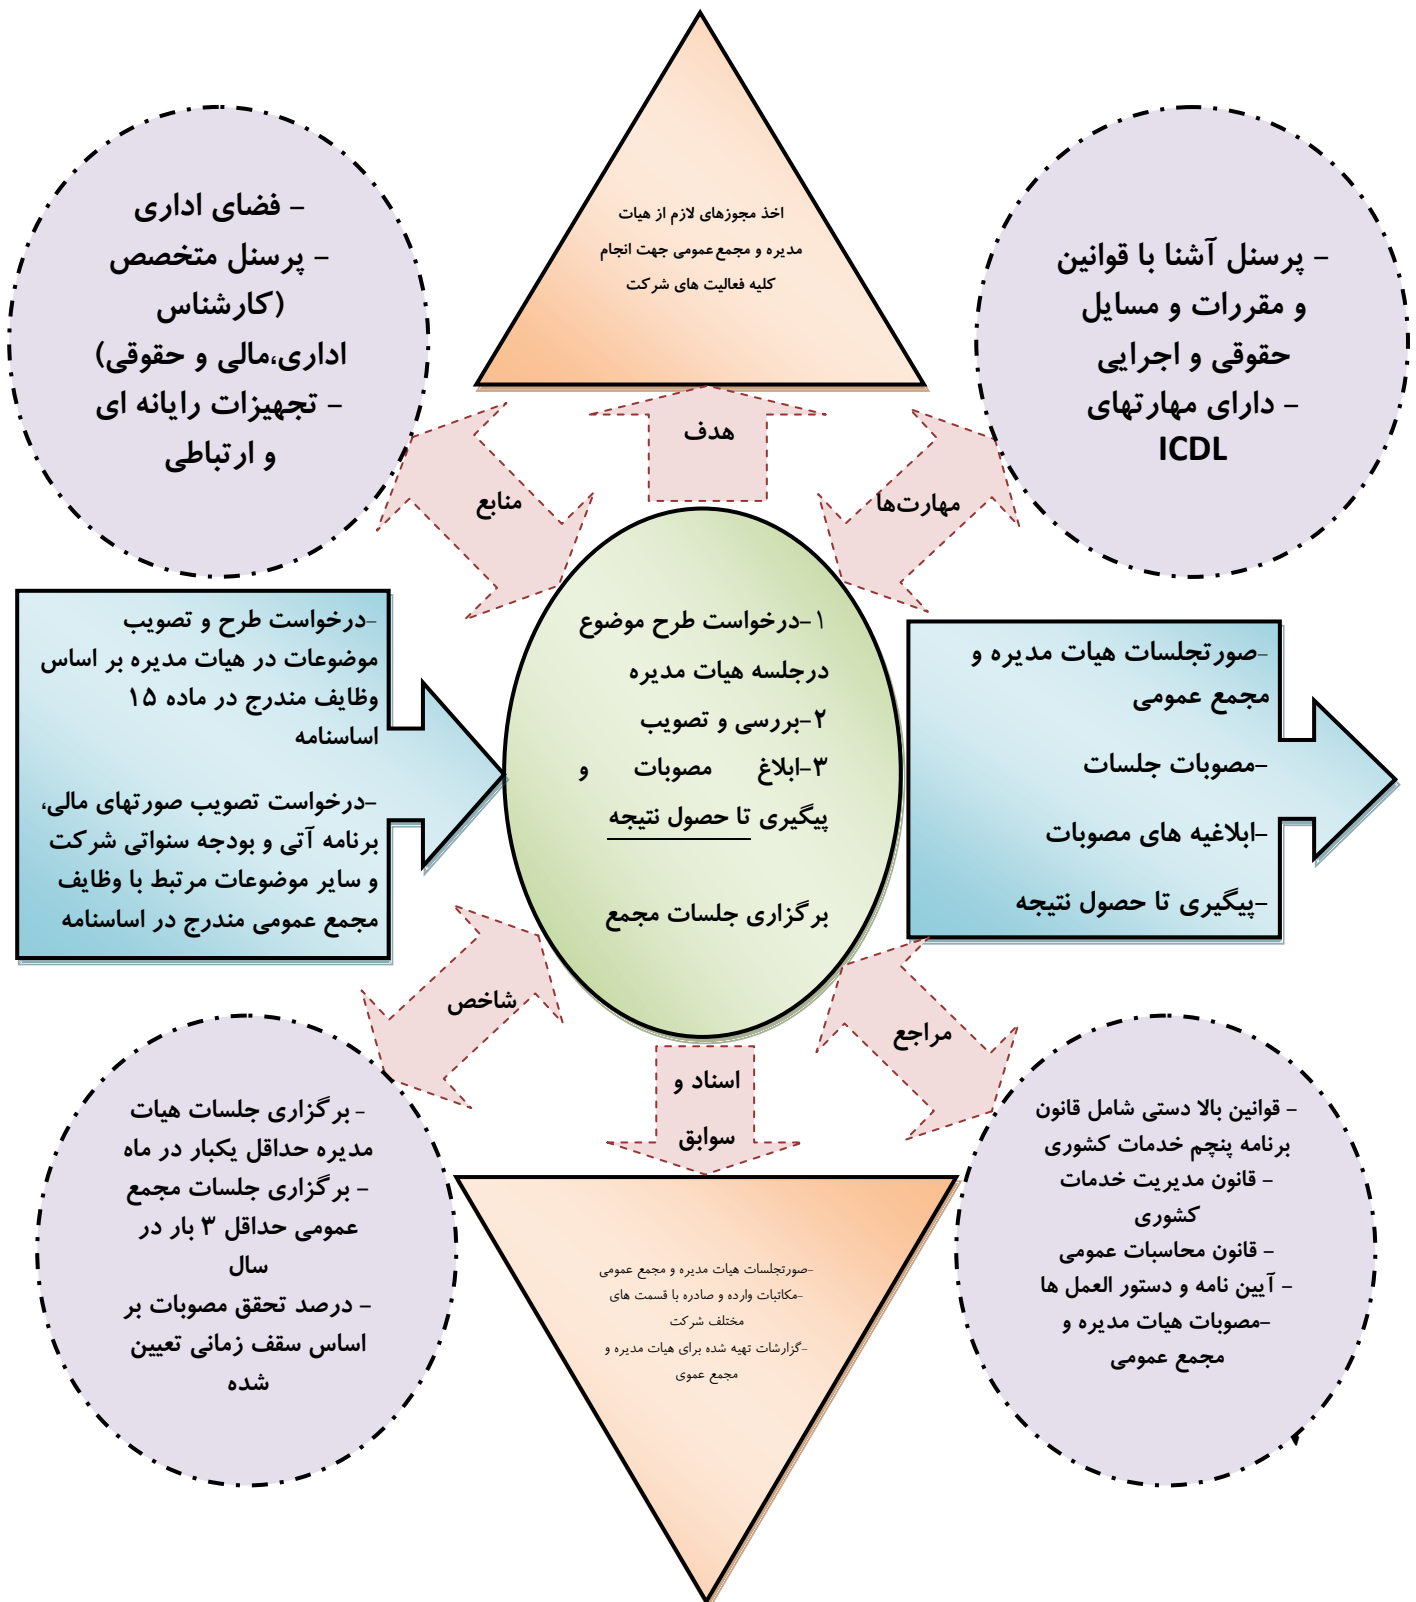 اخذ مجوزهای لازم از هیات
مدیره و مجمع عمومی جهت انجام
کلیه فعالیت های شرکت
- پرسنل آشنا با قوانین
و مقررات و مسایل
حقوقی و اجرایی
- دارای مهارتهای
ICDL
- فضای اداری
- پرسنل متخصص
(کارشناس
اداری،مالی و حقوقی)
- تجهیزات رایانه ای
و ارتباطی
هدف
مهارت‌ها
منابع
-درخواست طرح و تصویب
موضوعات در هیات مدیره بر اساس
وظایف مندرج در ماده ۱۵
اساسنامه
-درخواست تصویب صورتهای مالی،
برنامه آتی و بودجه سنواتی شرکت
و سایر موضوعات مرتبط با وظایف
مجمع عمومی مندرج در اساسنامه
۱-درخواست طرح موضوع
درجلسه هیات مدیره
۲-بررسی و تصویب
۳-ابلاغ مصوبات و
پیگیری تا حصول نتیجه
برگزاری جلسات مجمع
-صورتجلسات هیات مدیره و
مجمع عمومی
-مصوبات جلسات
-ابلاغیه های مصوبات
-پیگیری تا حصول نتیجه
شاخص
مراجع
اسناد و
سوابق
- قوانین بالا دستی شامل قانون
برنامه پنجم خدمات کشوری
- قانون مدیریت خدمات
کشوری
- قانون محاسبات عمومی
- آیین نامه و دستور العمل ها
-مصوبات هیات مدیره و
مجمع عمومی
- برگزاری جلسات هیات
مدیره حداقل یکبار در ماه
- برگزاری جلسات مجمع
عمومی حداقل ۳ بار در
سال
- درصد تحقق مصوبات بر
اساس سقف زمانی تعیین
شده
-صورتجلسات هیات مدیره و مجمع عمومی
-مکاتبات وارده و صادره با قسمت های
مختلف شرکت
-گزارشات تهیه شده برای هیات مدیره و
مجمع عموی